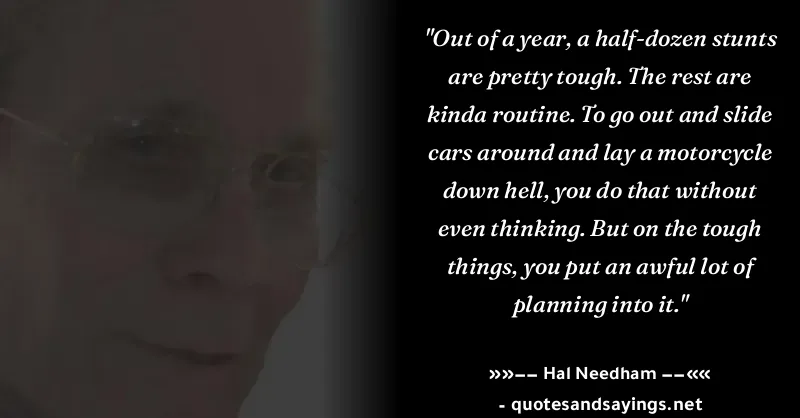 "Out of a year, a half-dozen stunts
are pretty tough. The rest are
kinda routine. To go out and slide
cars around and lay a motorcycle
down hell, you do that without
even thinking. But on the tough
things, you put an awful lot of
planning into it."
»»–– Hal Needham ––««
- quotesandsayings.net